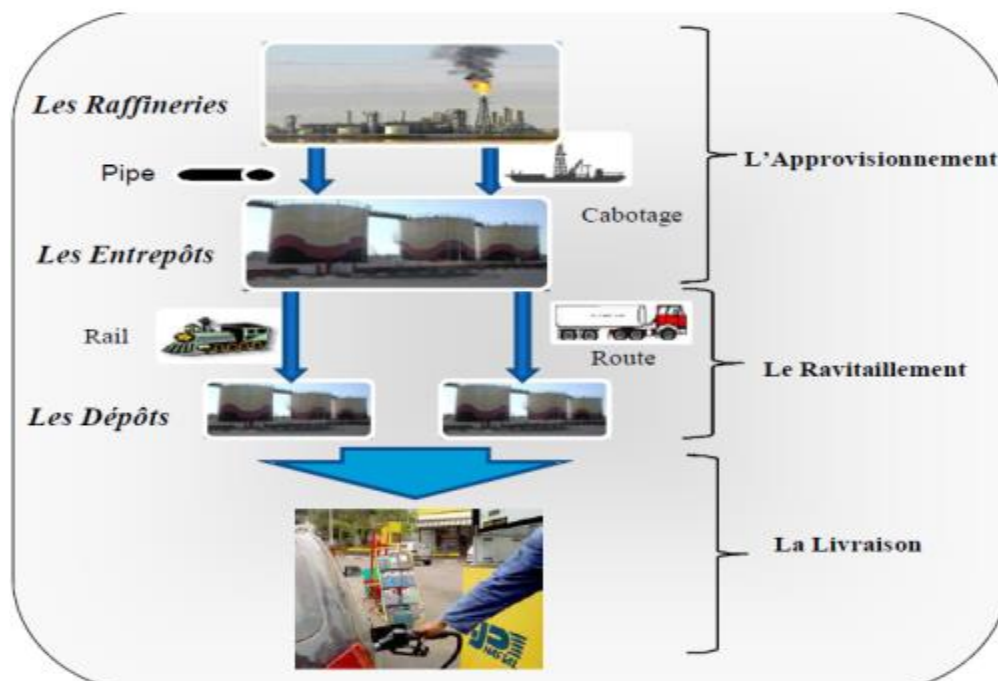 Les Raffineries
Pipe
L'Approvisionnement
Cabotage
Les Entrepôts
Rail
Route
Le Ravitaillement
Les Dépôts
La Livraison